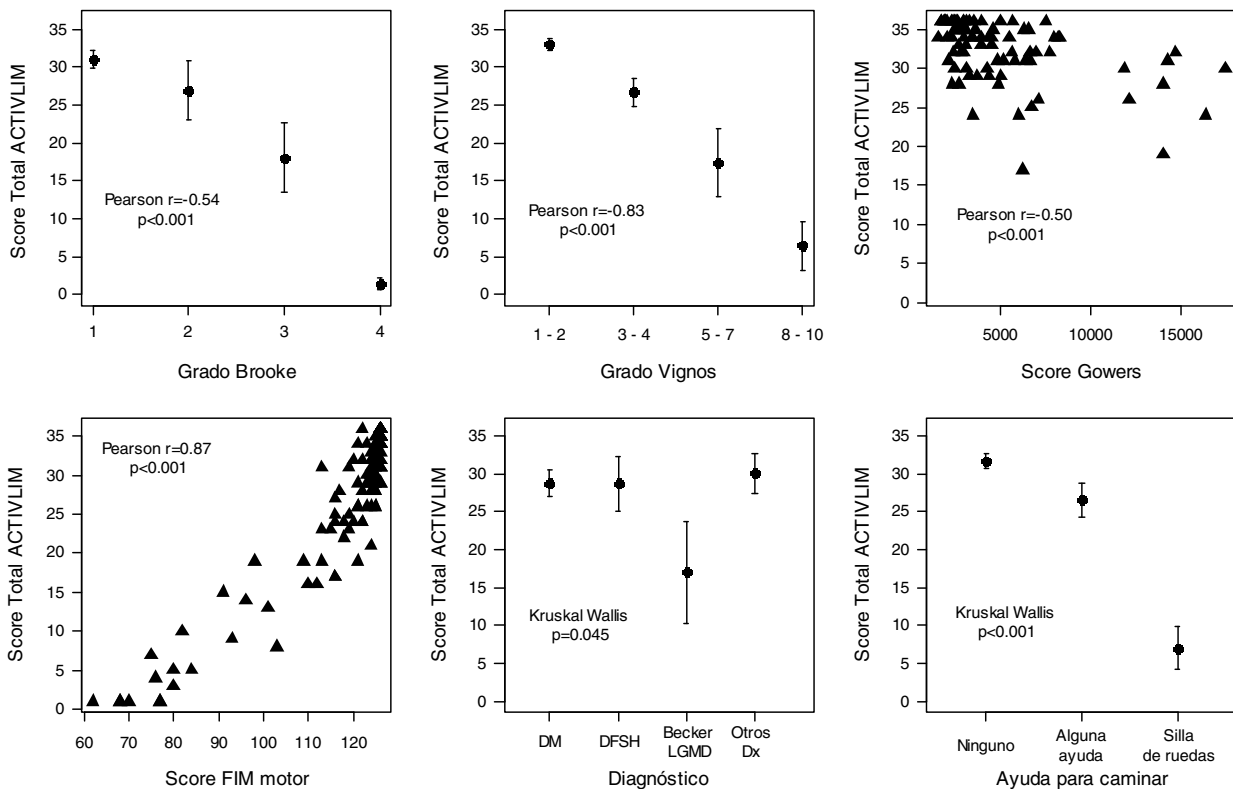 Score Total ACTIVLIM
35
30
25
20
15
10
5
0
Pearson r=-0.54
p<0.001
1
2
3
4
Grado Brooke
Score Total ACTIVLIM
35
30
25
20
15
10
5
0
Pearson r=-0.83
p<0.001
1 - 2
3 - 4
5 - 7
8 - 10
Grado Vignos
Score Total ACTIVLIM
35
30
25
20
15
10
5
0
Pearson r=-0.50
p<0.001
5000
10000
15000
Score Gowers
Score Total ACTIVLIM
35
30
25
20
15
10
5
0
Pearson r=0.87
p<0.001
60
70
80
90
100
110
120
Score FIM motor
Score Total ACTIVLIM
35
30
25
20
15
10
5
0
Kruskal Wallis
p=0.045
DM
DFSH
Becker
LGMD
Otros
Dx
Diagnóstico
Score Total ACTIVLIM
35
30
25
20
15
10
5
0
Kruskal Wallis
p<0.001
Ninguno
Alguna
ayuda
Silla
de ruedas
Ayuda para caminar